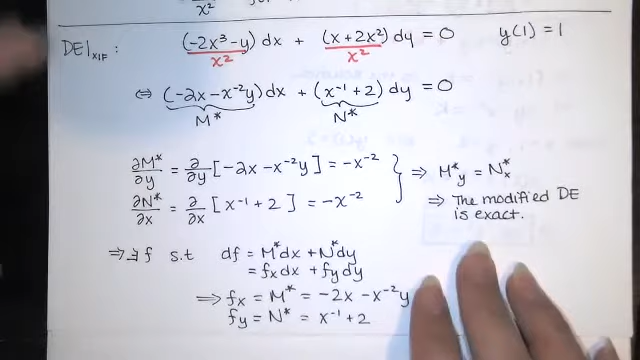 x²
DE|xIF: (-2x³-y)/x² dx + (x+2x²)/x² dy = 0 y(1) = 1
⇔ (-2x-x⁻²y)dx + (x⁻¹+2)dy = 0
M* N*
∂M*/∂y = ∂/∂y [-2x-x⁻²y] = -x⁻²
∂N*/∂x = ∂/∂x [x⁻¹+2] = -x⁻²
} ⇒ M*y = N*x
⇒ The modified DE is exact.
⇒ ∃f s.t df = M*dx + N*dy
= fx dx + fy dy
⇒ fx = M* = -2x - x⁻²y
fy = N* = x⁻¹ + 2